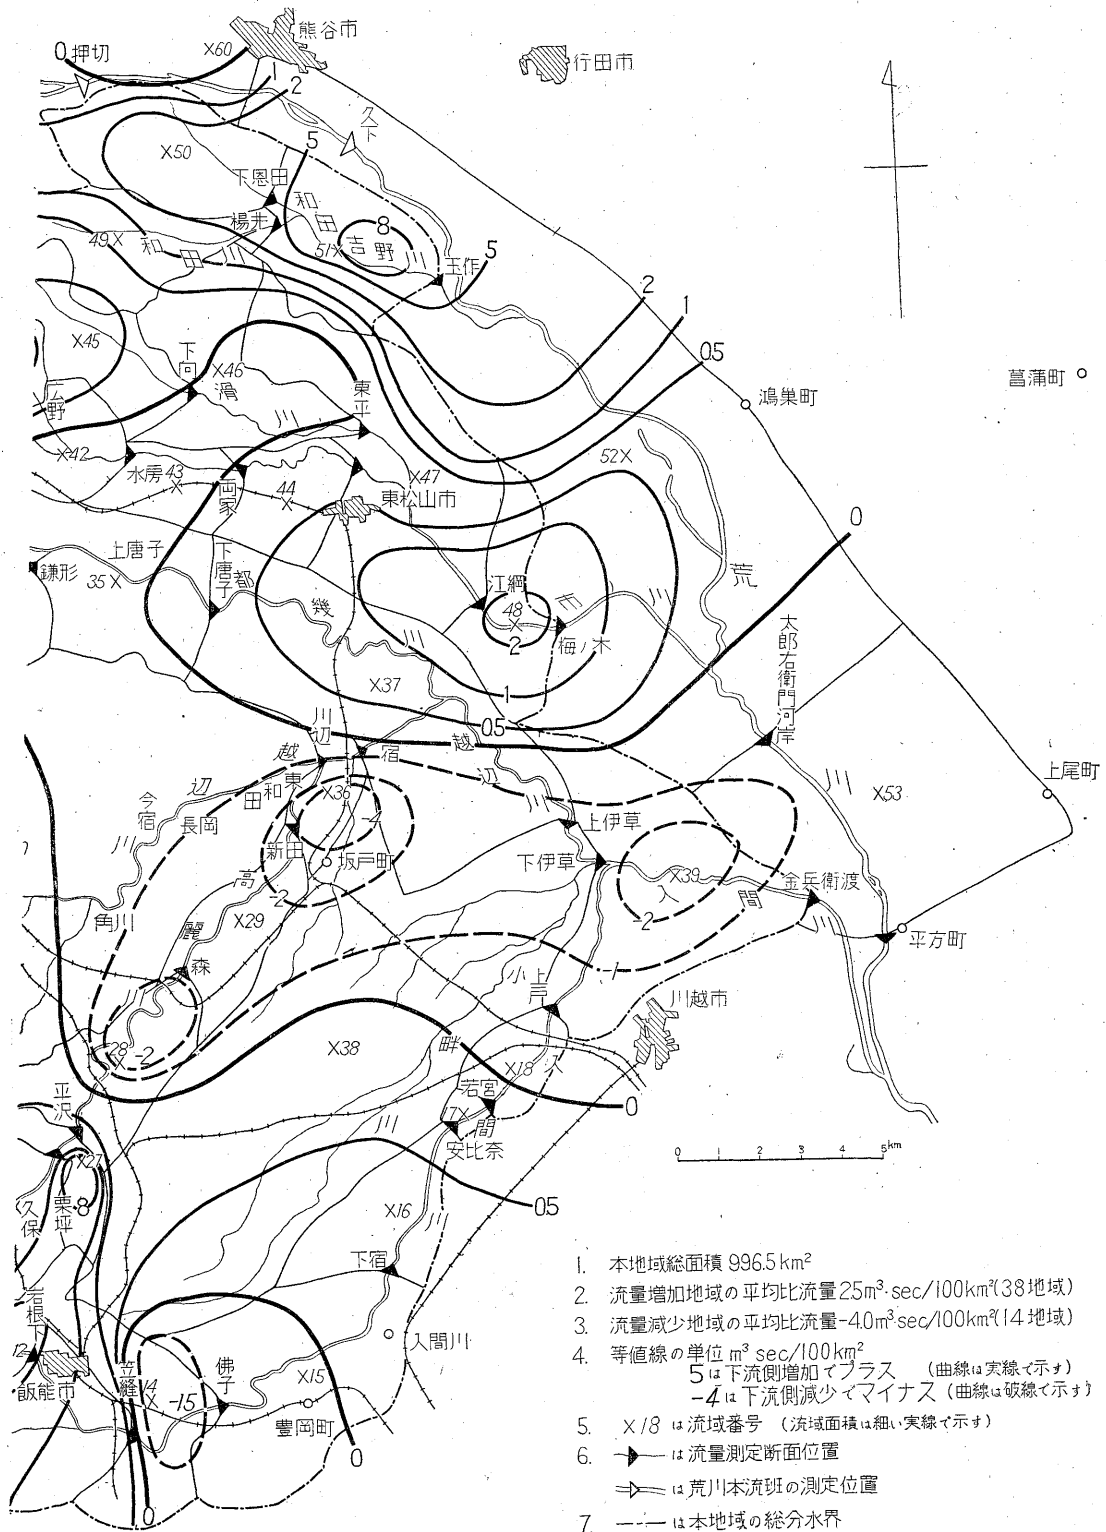 熊谷市
0 押切
X60
行田市
1
2
久下
5
X50
下恩田
和
田
楊井
8
吉野
51X
川
49X
和
田
川
玉作
5
2
1
0.5
X45
下向
X46
滑
川
東平
広野
菖蒲町
鴻巣町
X42
水房
43
X
両家
44
X
X47
東松山市
52X
0
上唐子
鎌形
35X
下唐子
都
幾
川
江綱
48
X
2
市
川
梅ノ木
荒
太郎右衛門河岸
X37
1
0.5
川辺
宿
越
越
辺
辺
川
今宿
川
長岡
東和田
X36
-4
新田
坂戸町
上伊草
下伊草
X53
川
上尾町
高
-2
麗
X29
角川
X39
入
-2
間
金兵衛渡
川
平方町
森
川
小上戸
-1
川越市
28
X
-2
X38
畔
X18
入
若宮
17X
間
0
平沢
川
安比奈
X27
8
栗坪
久保
0.5
X16
川
下宿
岩根下
12X
飯能市
笠縫
14
X
-15
佛子
X15
入間川
豊岡町
0
0
0 1 2 3 4 5km
1. 本地域総面積 996.5km²
2. 流量増加地域の平均比流量2.5m³·sec/100km²(38地域)
3. 流量減少地域の平均比流量-4.0m³·sec/100km²(14地域)
4. 等値線の単位 m³ sec/100km²
5は下流側増加でプラス (曲線は実線で示す)
-4は下流側減少でマイナス (曲線は破線で示す)
5. X18 は流域番号 (流域面積は細い実線で示す)
6. は流量測定断面位置
は荒川本流班の測定位置
7. は本地域の総分水界